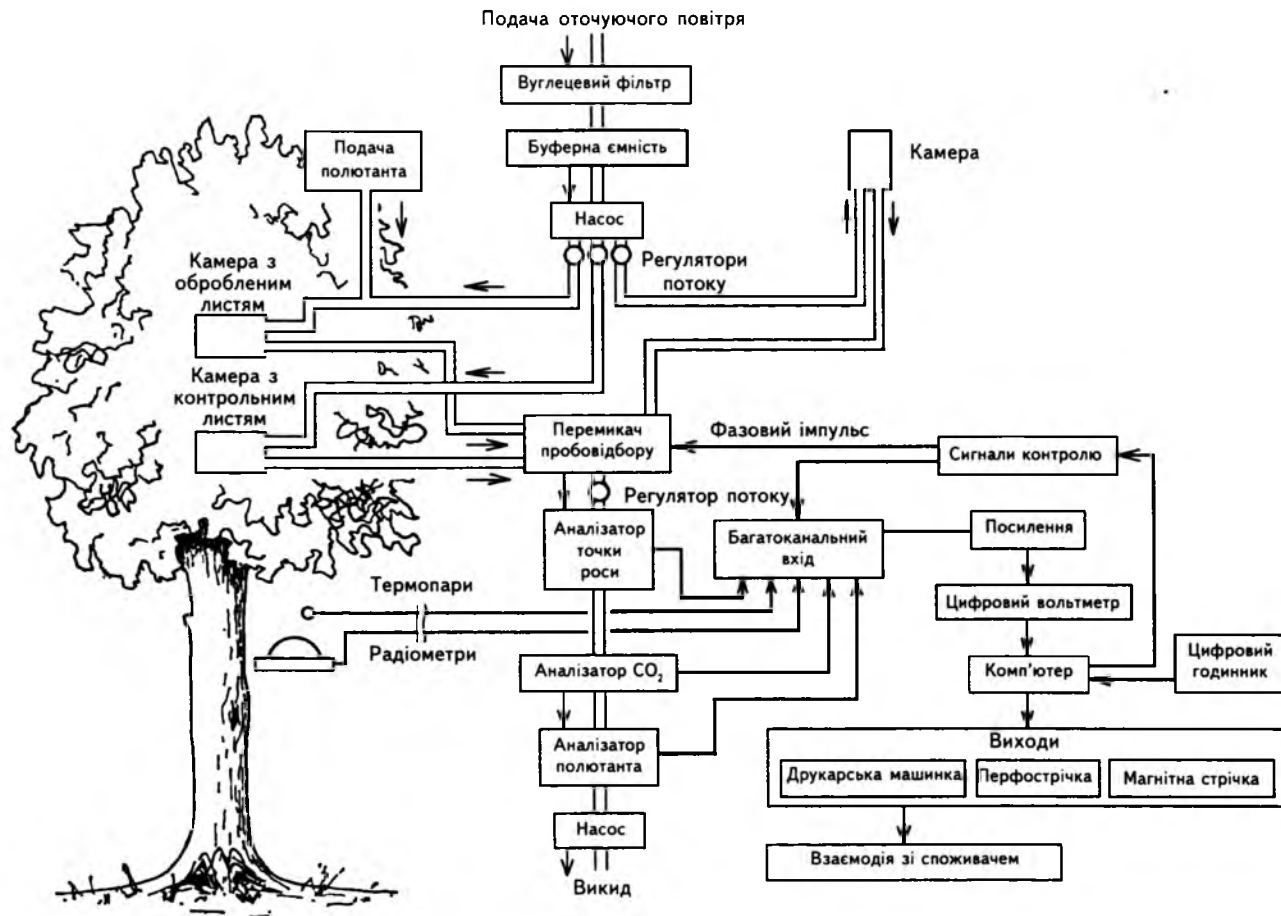 Подача оточуючого повітря
Вуглецевий фільтр
Буферна ємність
Подача
полютанта
Камера
Насос
Регулятори
потоку
Камера з
обробленим
листям
Камера з
контрольним
листям
Перемикач
пробовідбору
Фазовий імпульс
Сигнали контролю
Регулятор потоку
Аналізатор
точки
роси
Багатоканальний
вхід
Посилення
Термопари
Цифровий вольтметр
Радіометри
Аналізатор CO₂
Комп'ютер
Цифровий
годинник
Аналізатор
полютанта
Виходи
Друкарська машинка
Перфострічка
Магнітна стрічка
Насос
Взаємодія зі споживачем
Викид